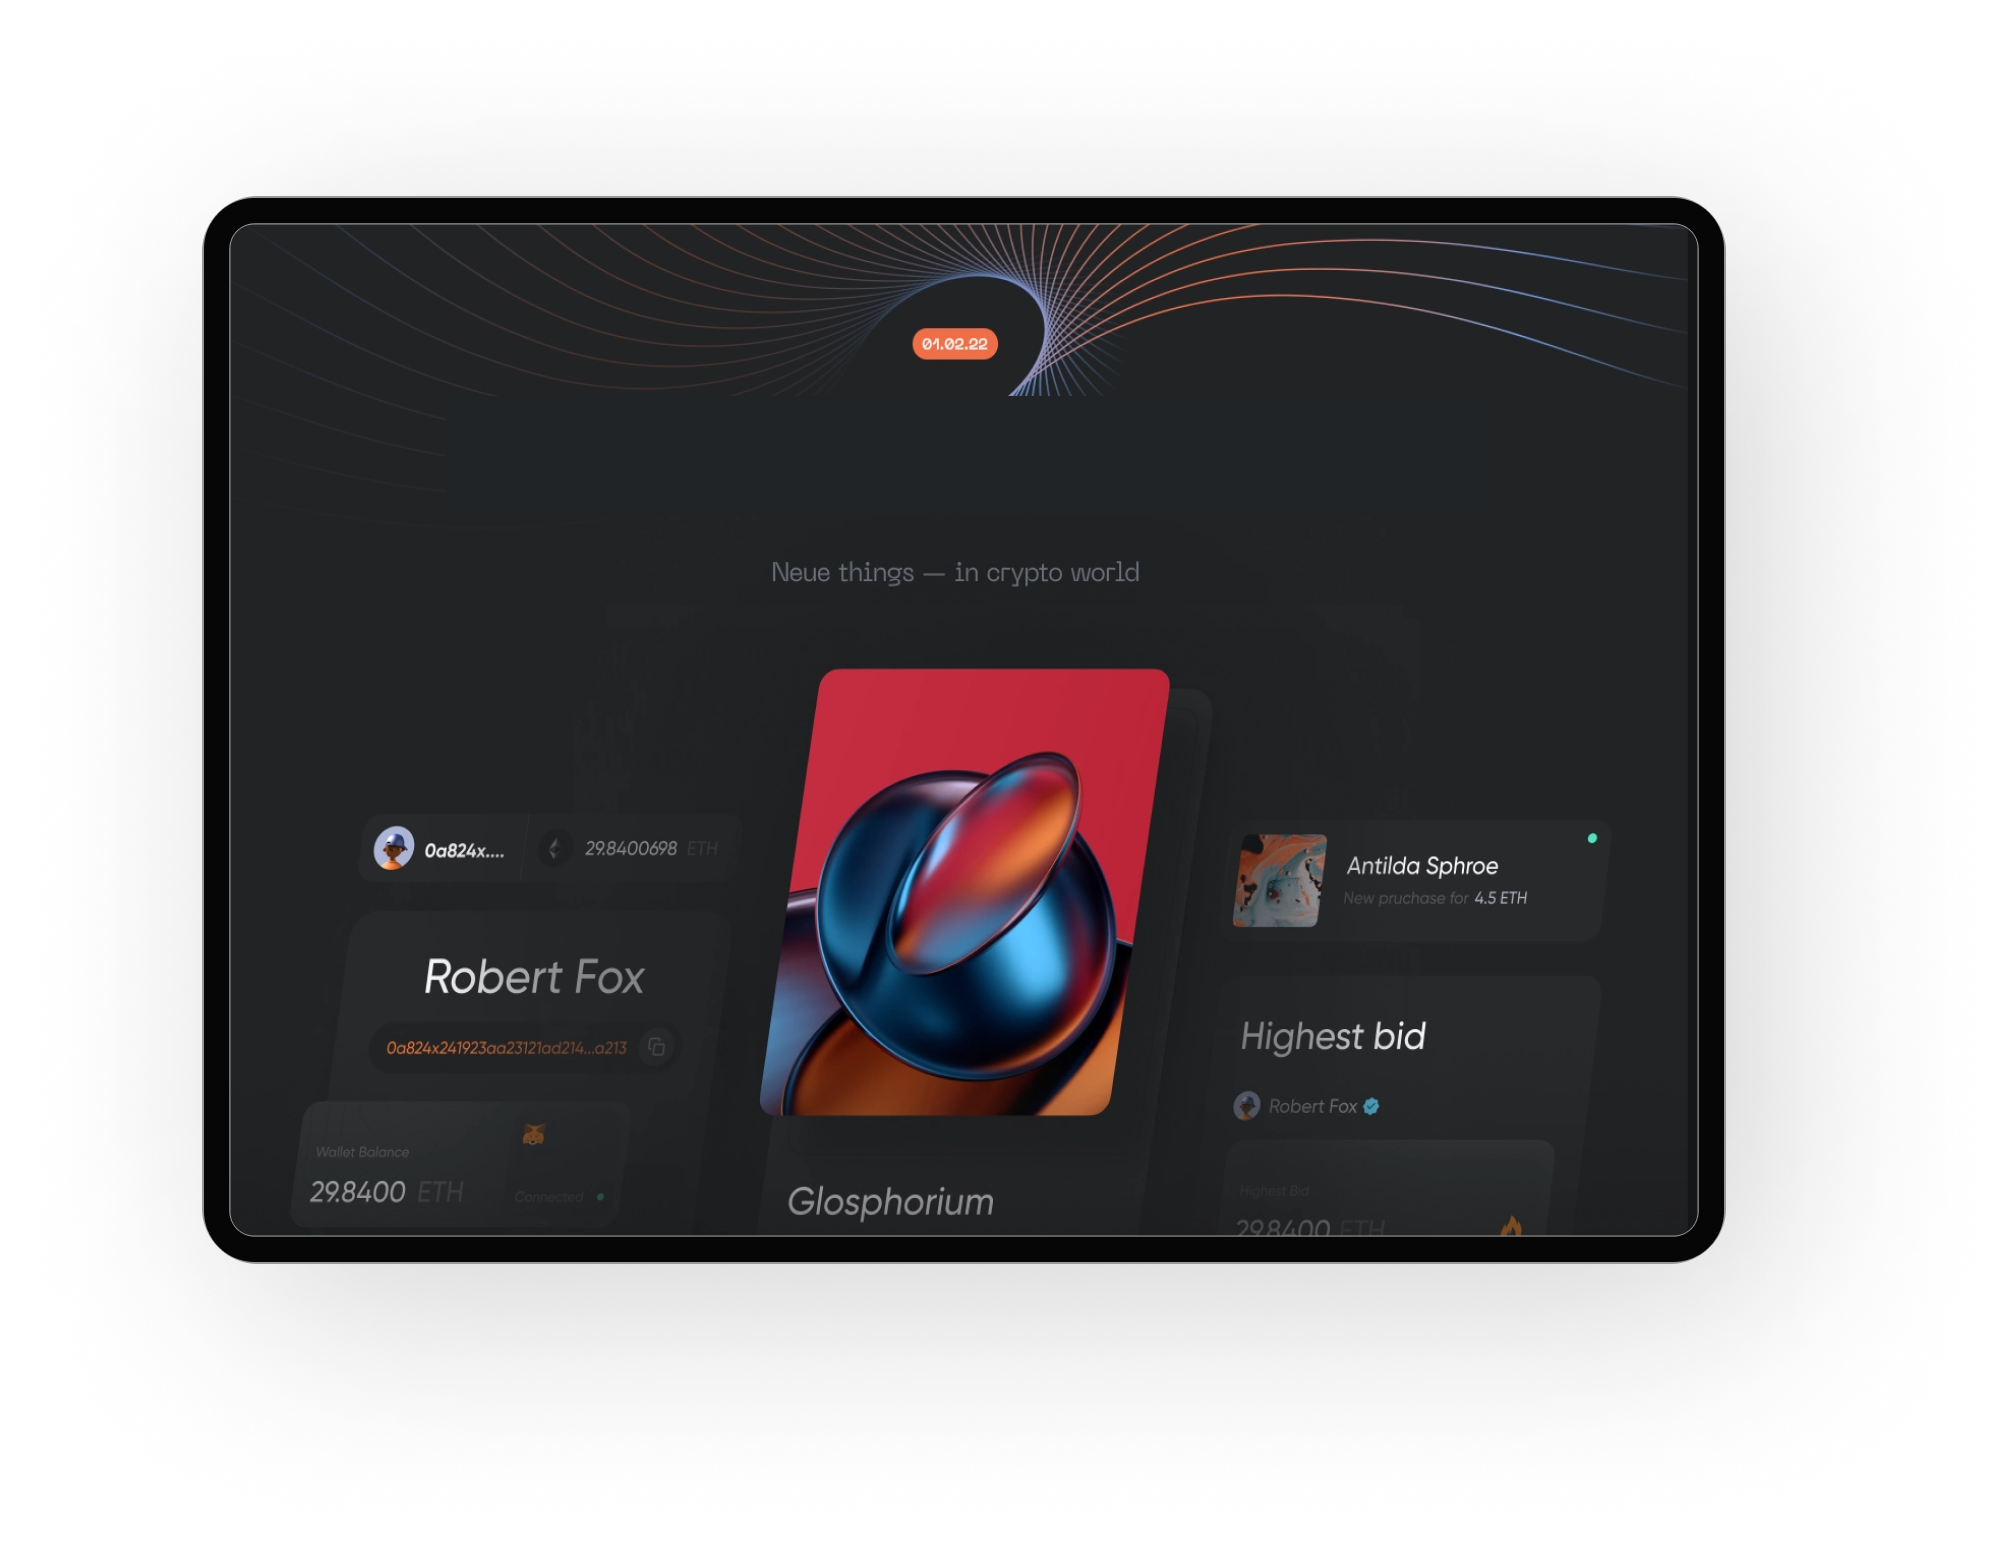 01.02.22
Neue things — in crypto world
0a824x....
29.8400698 ETH
Robert Fox
0a824x241923aa23121ad214...a213
Wallet Balance
29.8400 ETH
Connected
Glosphorium
Antilda Sphroe
New pruchase for 4.5 ETH
Highest bid
Robert Fox
Highest Bid
29.8400 ETH